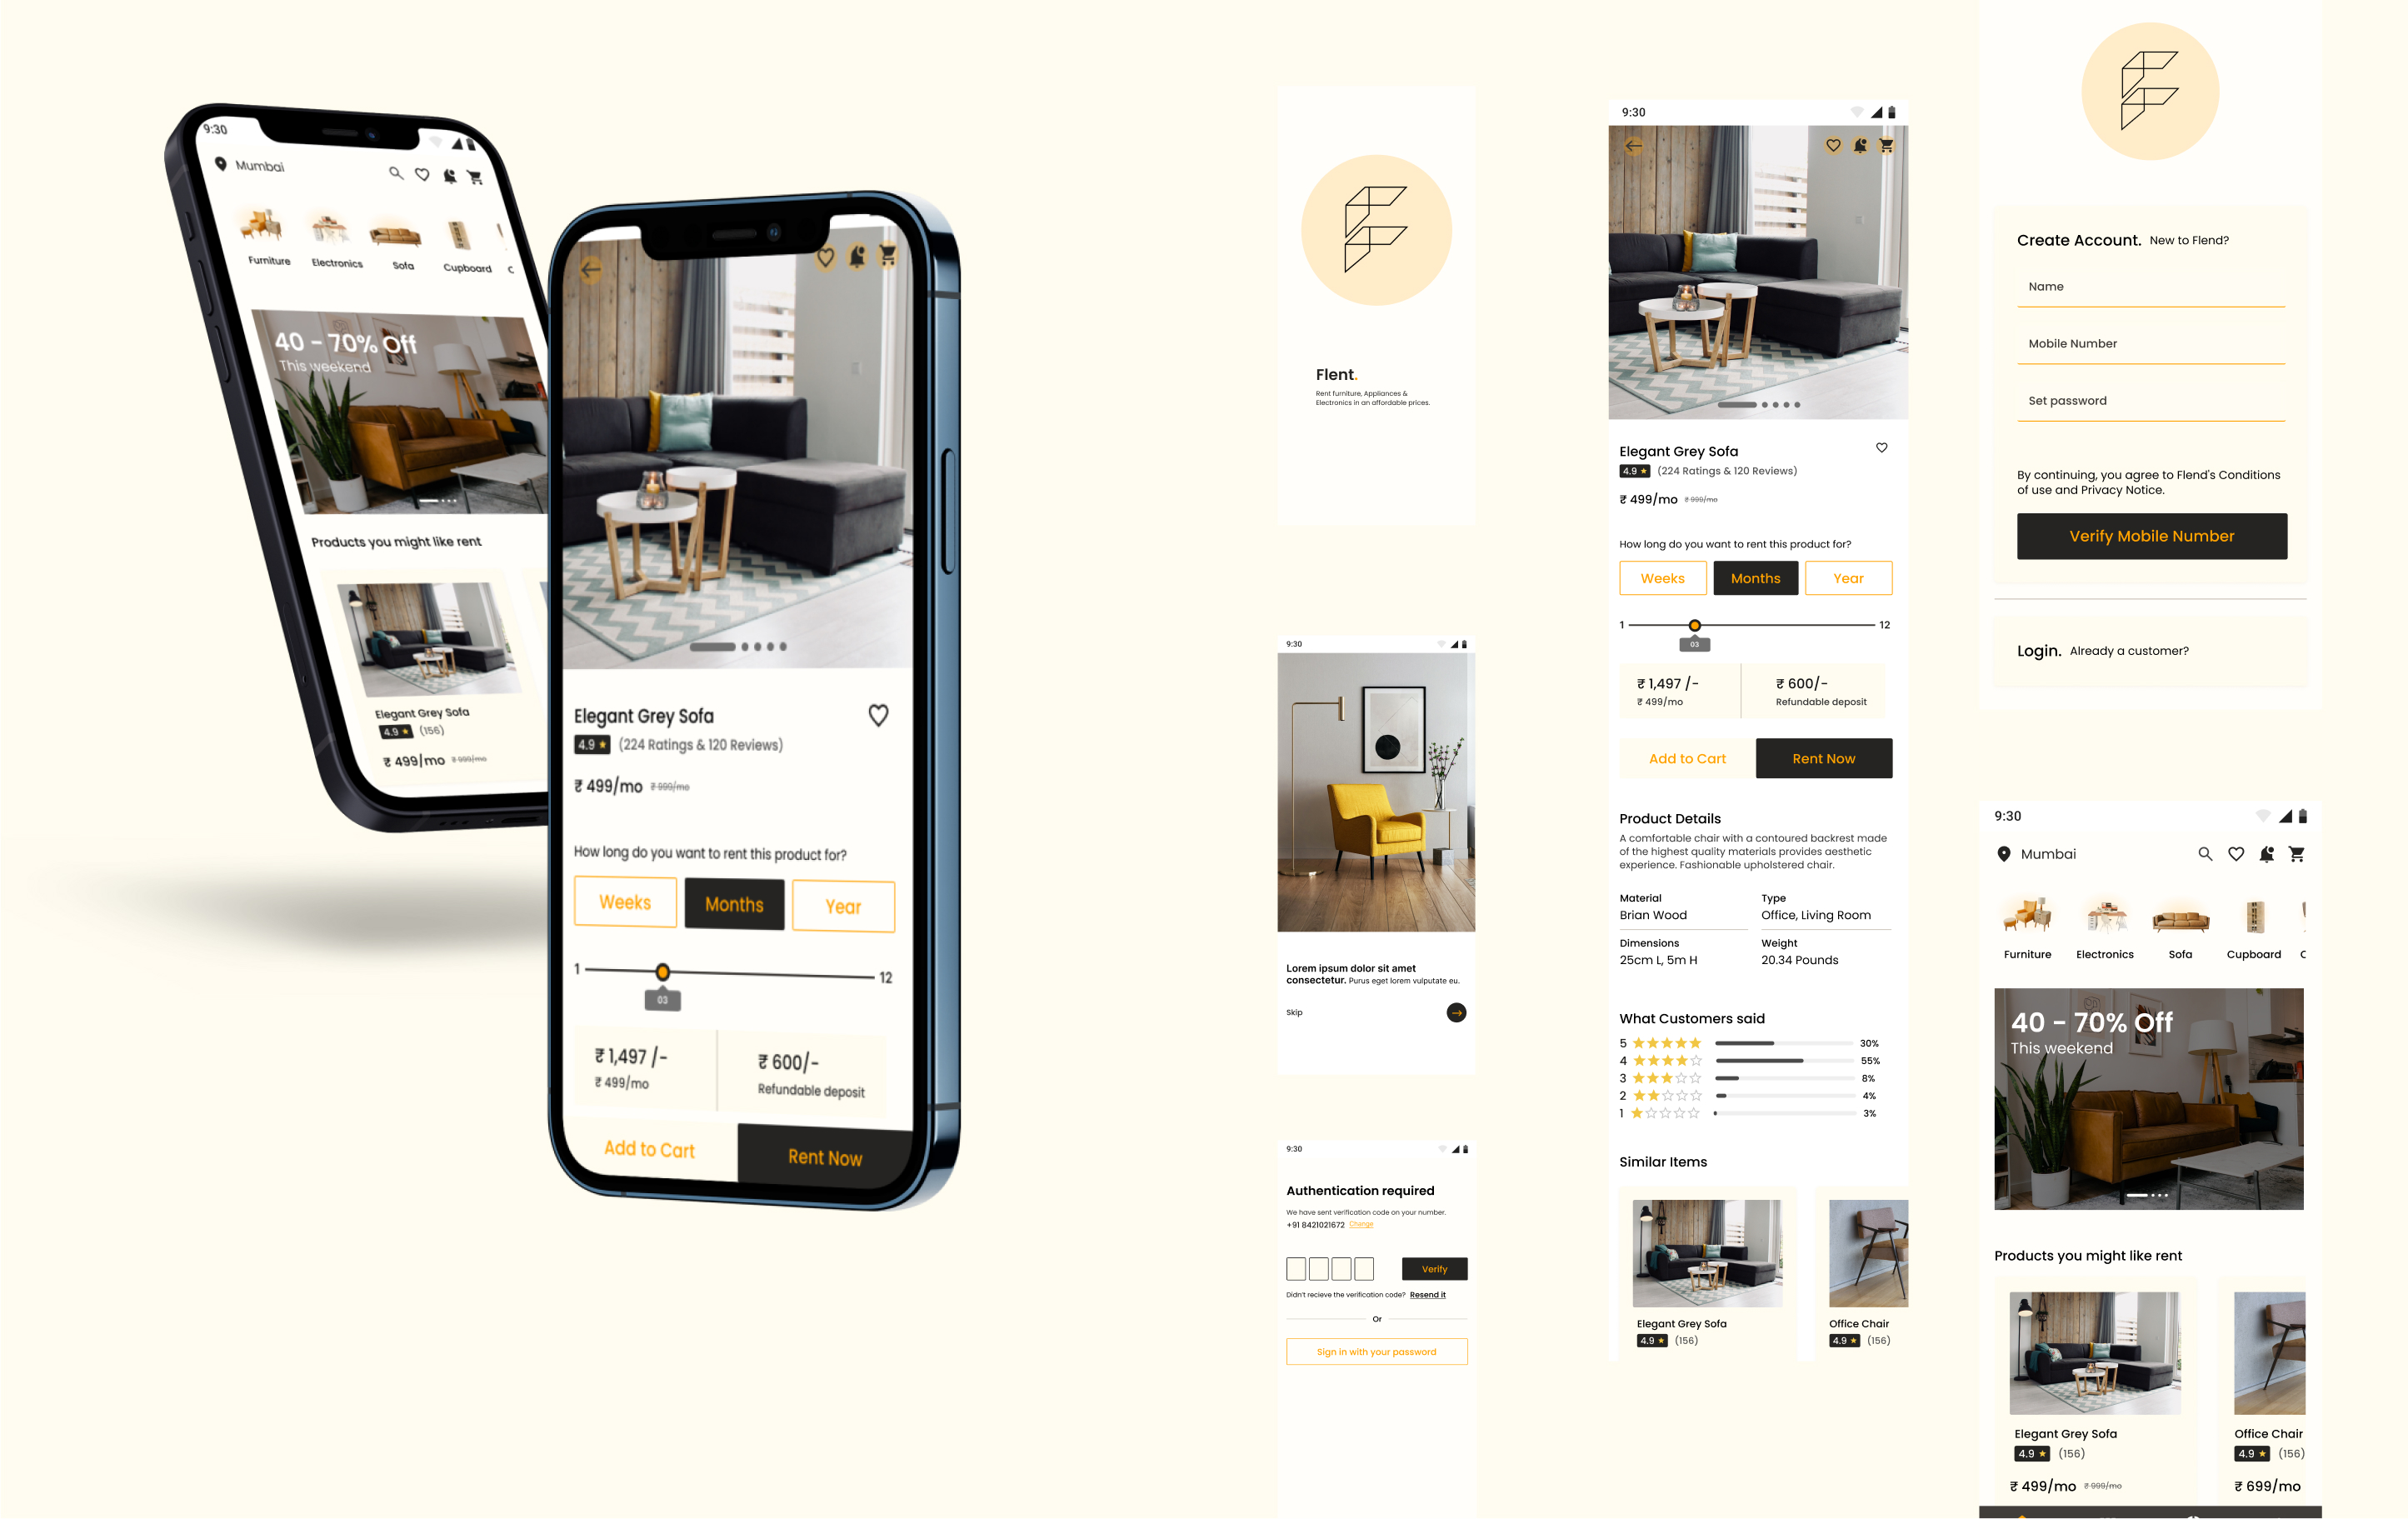 9:30
Mumbai
Furniture
Electronics
Sofa
Cupboard
C
40 - 70% Off
This weekend
Products you might like rent
Elegant Grey Sofa
4.9 ★ (156)
₹ 499/mo ₹ 999/mo
Elegant Grey Sofa
4.9 ★ (224 Ratings & 120 Reviews)
₹ 499/mo ₹ 999/mo
How long do you want to rent this product for?
Weeks
Months
Year
1
12
03
₹ 1,497 /-
₹ 499/mo
₹ 600/-
Refundable deposit
Add to Cart
Rent Now
Flent.
Rent furniture, Appliances &
Electronics in an affordable prices.
9:30
Lorem ipsum dolor sit amet
consectetur. Purus eget lorem vulputate eu.
Skip
9:30
Authentication required
We have sent verification code on your number.
+91 8421021672 Change
Verify
Didn't recieve the verification code? Resend it
Or
Sign in with your password
9:30
Elegant Grey Sofa
4.9 ★ (224 Ratings & 120 Reviews)
₹ 499/mo ₹ 999/mo
How long do you want to rent this product for?
Weeks
Months
Year
1
12
03
₹ 1,497 /-
₹ 499/mo
₹ 600/-
Refundable deposit
Add to Cart
Rent Now
Product Details
A comfortable chair with a contoured backrest made
of the highest quality materials provides aesthetic
experience. Fashionable upholstered chair.
Material
Brian Wood
Type
Office, Living Room
Dimensions
25cm L, 5m H
Weight
20.34 Pounds
What Customers said
5 30%
4 55%
3 8%
2 4%
1 3%
Similar Items
Elegant Grey Sofa
4.9 ★ (156)
Office Chair
4.9 ★ (156)
Create Account. New to Flend?
Name
Mobile Number
Set password
By continuing, you agree to Flend's Conditions
of use and Privacy Notice.
Verify Mobile Number
Login. Already a customer?
9:30
Mumbai
Furniture
Electronics
Sofa
Cupboard
C
40 - 70% Off
This weekend
Products you might like rent
Elegant Grey Sofa
4.9 ★ (156)
₹ 499/mo ₹ 999/mo
Office Chair
4.9 ★ (156)
₹ 699/mo